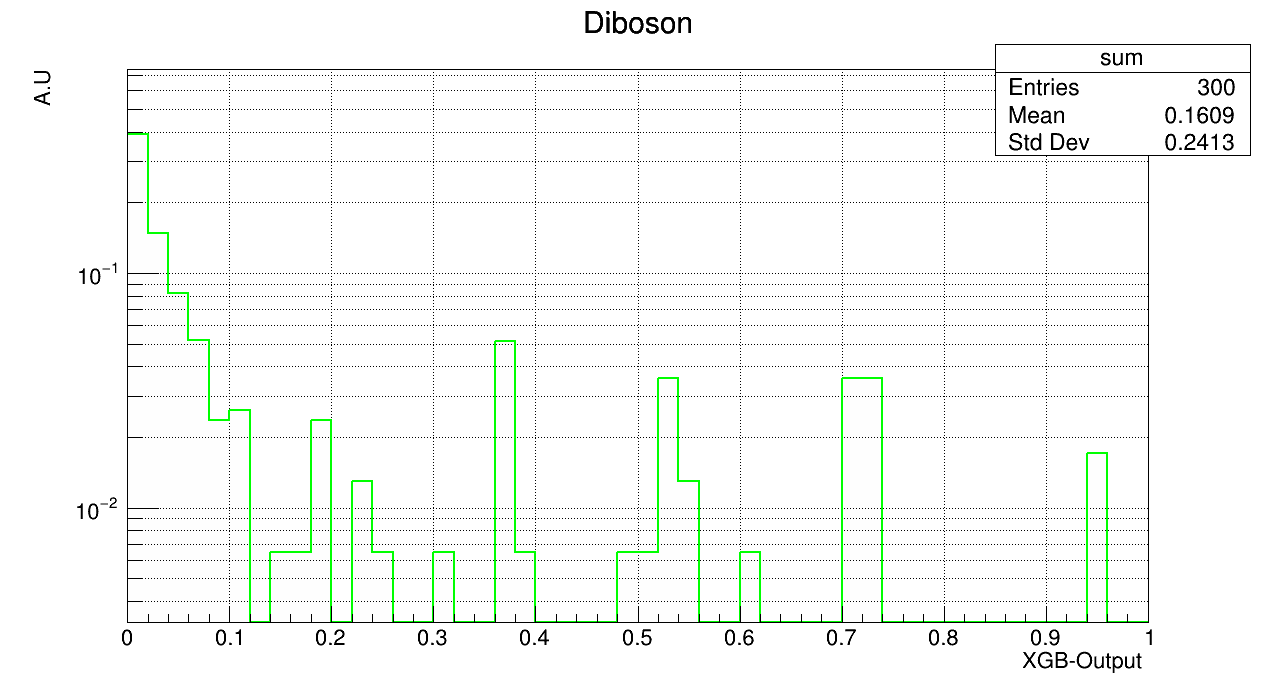 Diboson
A.U
sum
Entries 300
Mean 0.1609
Std Dev 0.2413
10−1
10−2
0 0.1 0.2 0.3 0.4 0.5 0.6 0.7 0.8 0.9 1
XGB-Output